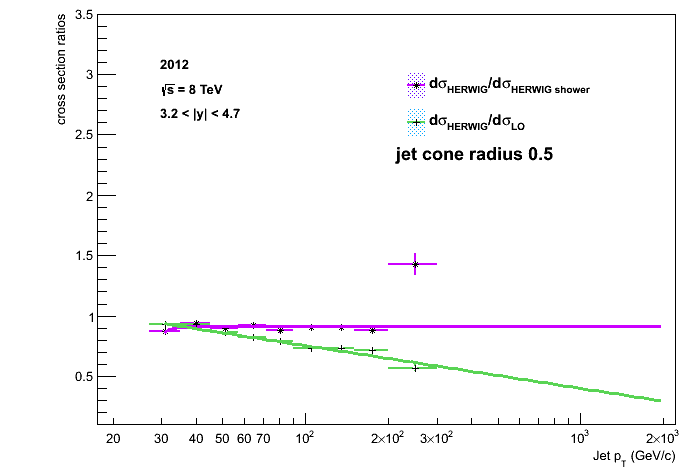 3.5
cross section ratios
3
2.5
2
1.5
1
0.5
2012
√s = 8 TeV
3.2 < |y| < 4.7
dσHERWIG/dσHERWIG shower
dσHERWIG/dσLO
jet cone radius 0.5
20 30 40 50 60 70 10² 2×10² 3×10² 10³ 2×10³
Jet pT (GeV/c)